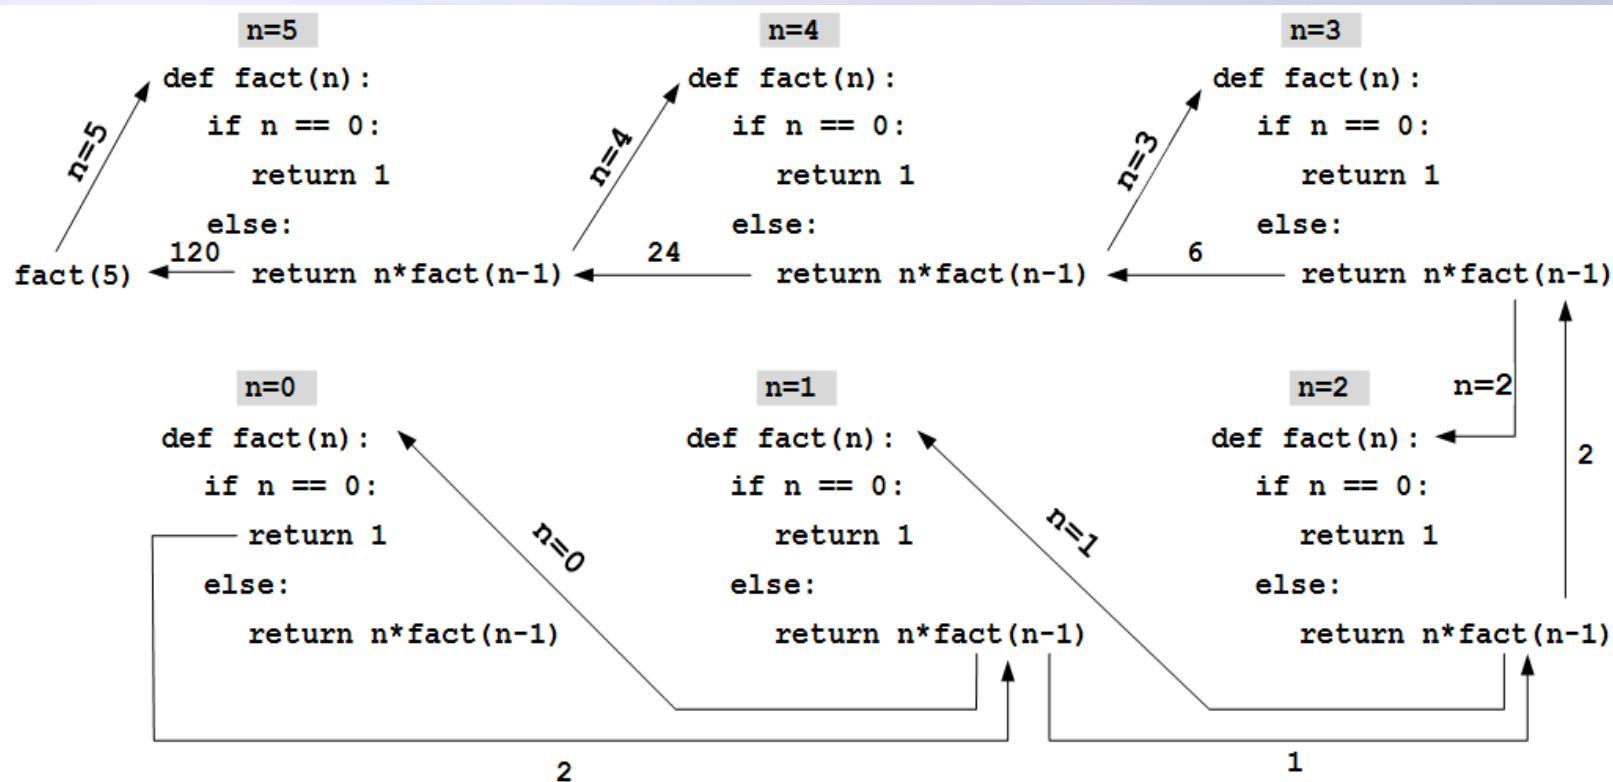 n=5
def fact(n):
if n == 0:
return 1
else:
return n*fact(n-1)
n=5
fact(5)
120
n=4
def fact(n):
if n == 0:
return 1
else:
return n*fact(n-1)
n=4
24
n=3
def fact(n):
if n == 0:
return 1
else:
return n*fact(n-1)
n=3
6
n=0
def fact(n):
if n == 0:
return 1
else:
return n*fact(n-1)
n=0
2
n=1
def fact(n):
if n == 0:
return 1
else:
return n*fact(n-1)
n=1
1
n=2
def fact(n):
if n == 0:
return 1
else:
return n*fact(n-1)
n=2
2